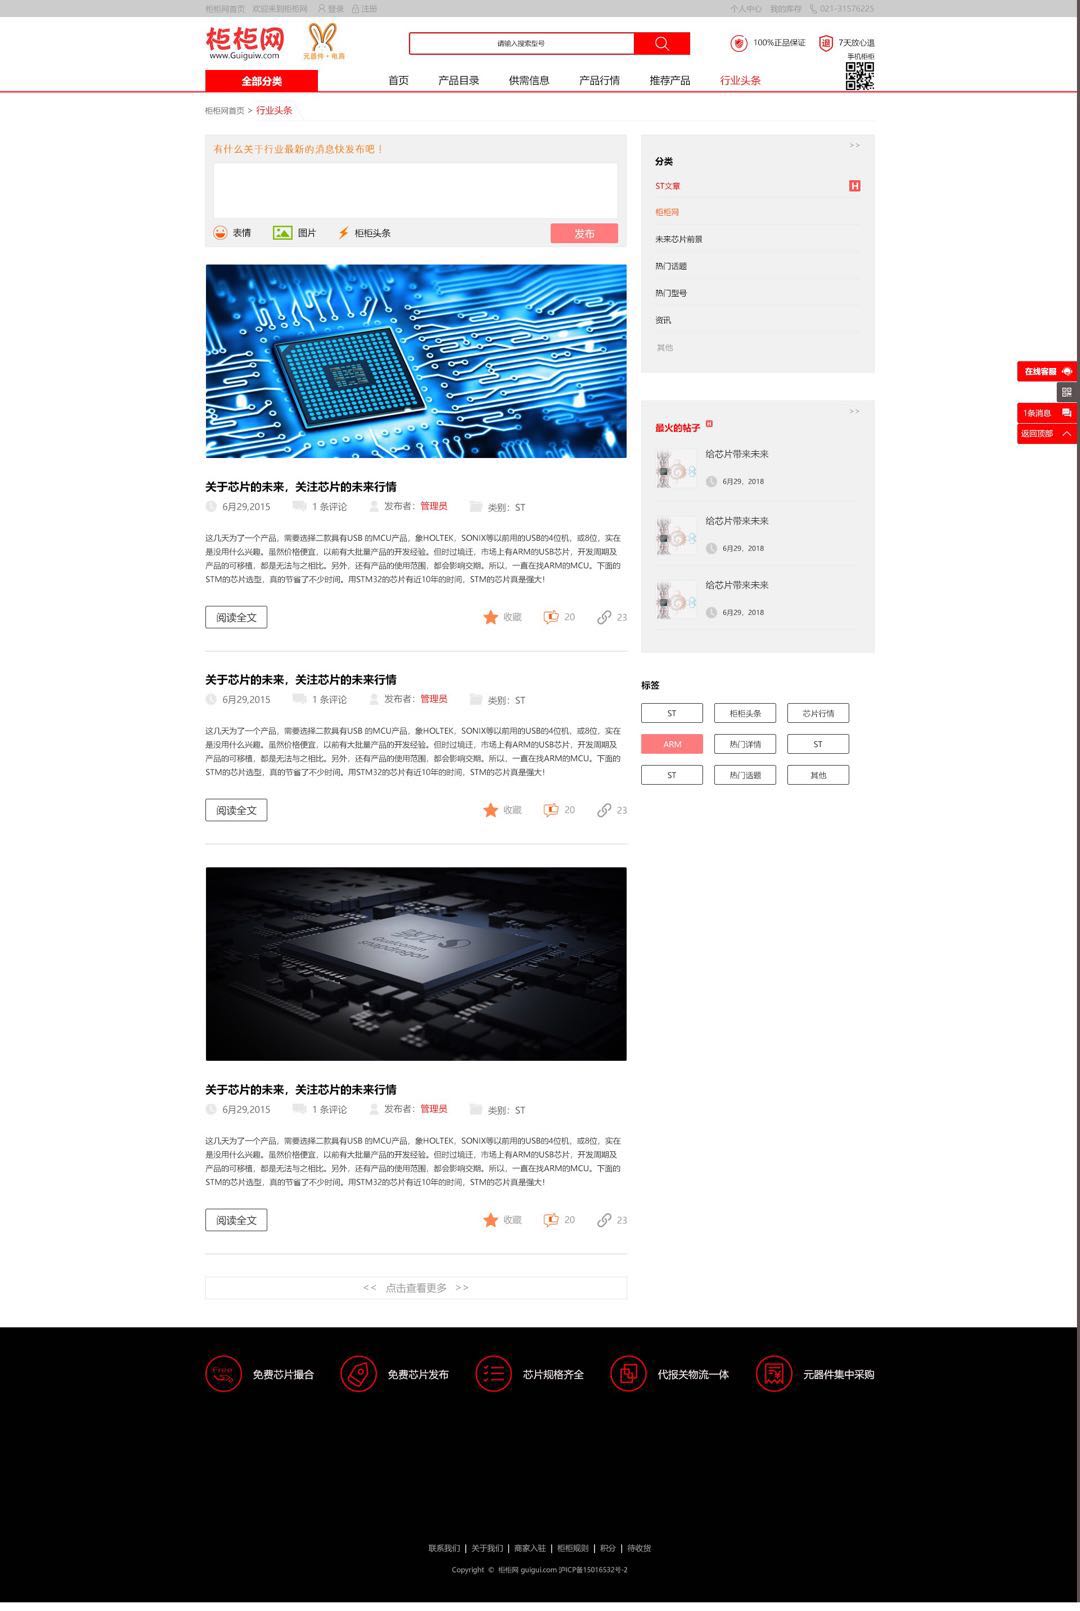 柜柜网首页 欢迎来到柜柜网 登录 注册
个人中心 我的库存 021-31576225
柜柜网
www.Guiguiw.com
元器件·电商
请输入搜索型号
100%正品保证 7天放心退
手机柜柜
全部分类 首页 产品目录 供需信息 产品行情 推荐产品 行业头条
柜柜网首页 > 行业头条
有什么关于行业最新的消息快发布吧！
表情 图片 柜柜头条 发布
关于芯片的未来，关注芯片的未来行情
6月29,2015 1 条评论 发布者：管理员 类别：ST
这几天为了一个产品，需要选择二款具有USB 的MCU产品，象HOLTEK，SONIX等以前用的USB的4位机，或8位，实在
是没用什么兴趣。虽然价格便宜，以前有大批量产品的开发经验。但时过境迁，市场上有ARM的USB芯片，开发周期及
产品的可移植，都是无法与之相比。另外，还有产品的使用范围，都会影响交期。所以，一直在找ARM的MCU。下面的
STM的芯片选型，真的节省了不少时间。用STM32的芯片有近10年的时间，STM的芯片真是强大！
阅读全文 收藏 20 23
关于芯片的未来，关注芯片的未来行情
6月29,2015 1 条评论 发布者：管理员 类别：ST
这几天为了一个产品，需要选择二款具有USB 的MCU产品，象HOLTEK，SONIX等以前用的USB的4位机，或8位，实在
是没用什么兴趣。虽然价格便宜，以前有大批量产品的开发经验。但时过境迁，市场上有ARM的USB芯片，开发周期及
产品的可移植，都是无法与之相比。另外，还有产品的使用范围，都会影响交期。所以，一直在找ARM的MCU。下面的
STM的芯片选型，真的节省了不少时间。用STM32的芯片有近10年的时间，STM的芯片真是强大！
阅读全文 收藏 20 23
骁龙
Qualcomm
snapdragon
关于芯片的未来，关注芯片的未来行情
6月29,2015 1 条评论 发布者：管理员 类别：ST
这几天为了一个产品，需要选择二款具有USB 的MCU产品，象HOLTEK，SONIX等以前用的USB的4位机，或8位，实在
是没用什么兴趣。虽然价格便宜，以前有大批量产品的开发经验。但时过境迁，市场上有ARM的USB芯片，开发周期及
产品的可移植，都是无法与之相比。另外，还有产品的使用范围，都会影响交期。所以，一直在找ARM的MCU。下面的
STM的芯片选型，真的节省了不少时间。用STM32的芯片有近10年的时间，STM的芯片真是强大！
阅读全文 收藏 20 23
<< 点击查看更多 >>
>>
分类
ST文章 H
柜柜网
未来芯片前景
热门话题
热门型号
资讯
其他
>>
最火的帖子
给芯片带来未来
6月29，2018
给芯片带来未来
6月29，2018
给芯片带来未来
6月29，2018
标签
ST 柜柜头条 芯片行情
ARM 热门详情 ST
ST 热门话题 其他
在线客服
1条消息
返回顶部
Free 免费芯片撮合 免费芯片发布 芯片规格齐全 代报关物流一体 元器件集中采购
联系我们 | 关于我们 | 商家入驻 | 柜柜规则 | 积分 | 待收货
Copyright © 柜柜网 guigui.com 沪ICP备15016532号-2